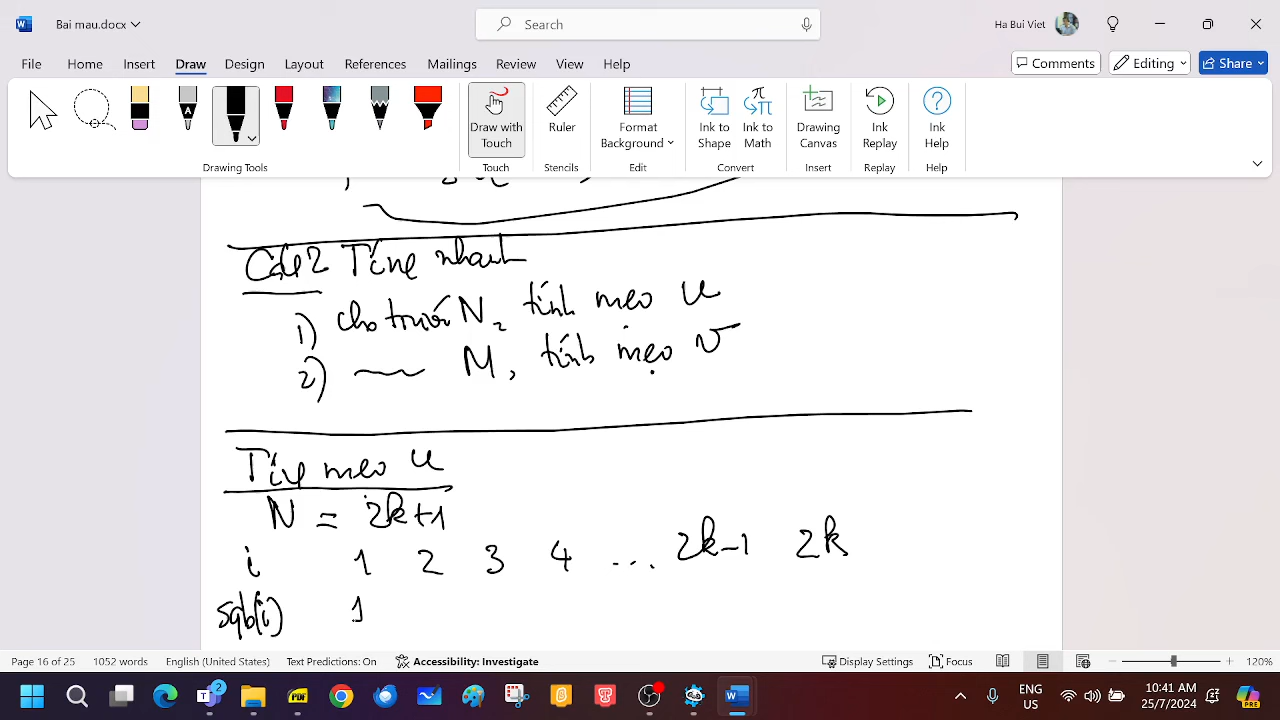 Bai mau.docx
Search
Ha Bui Viet
File Home Insert Draw Design Layout References Mailings Review View Help
Comments Editing Share
Draw with Touch
Ruler
Format Background
Ink to Shape
Ink to Math
Drawing Canvas
Ink Replay
Ink Help
Drawing Tools Touch Stencils Edit Convert Insert Replay Help
Tính nhanh
1) cho trước N, tính mẹo u
2) M, tính mẹo v
Tính mẹo u
N = 2k+1
i 1 2 3 4 ... 2k-1 2k
sqb(i) 1
Page 16 of 25 1052 words English (United States) Text Predictions: On Accessibility: Investigate Display Settings Focus 120%
ENG US 10:41 AM 25/7/2024